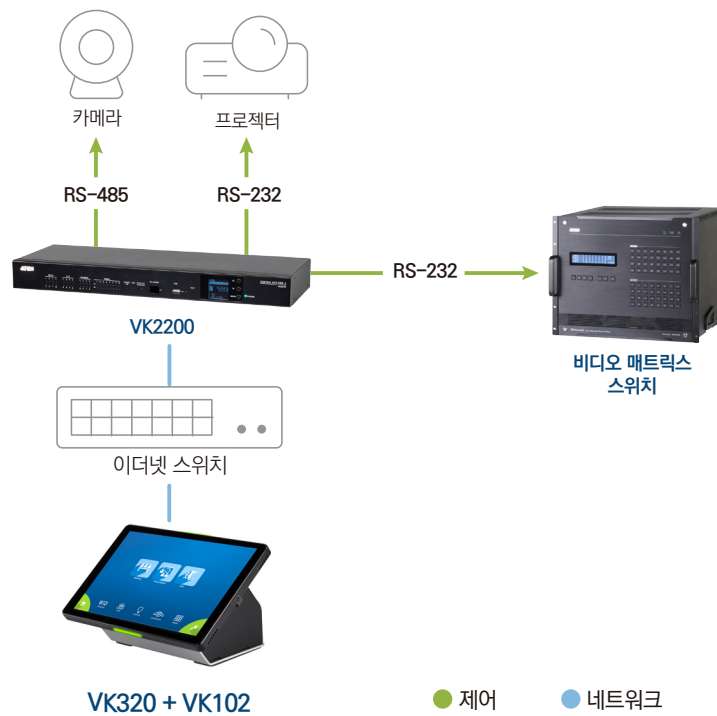 카메라
프로젝터
RS-485
RS-232
ATEN
RS-232
VK2200
비디오 매트릭스
스위치
이더넷 스위치
VK320 + VK102
제어
네트워크